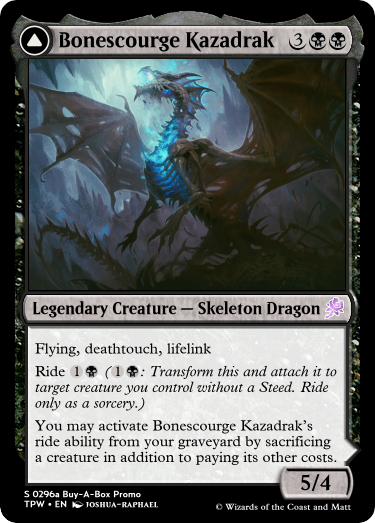 Bonescourge Kazadrak 3
Legendary Creature — Skeleton Dragon
Flying, deathtouch, lifelink
Ride 1 ( 1 : Transform this and attach it to
target creature you control without a Steed. Ride
only as a sorcery.)
You may activate Bonescourge Kazadrak's
ride ability from your graveyard by sacrificing
a creature in addition to paying its other costs.
5/4
S 0296a Buy-A-Box Promo
TPW • EN JOSHUA-RAPHAEL
© Wizards of the Coast and Matt